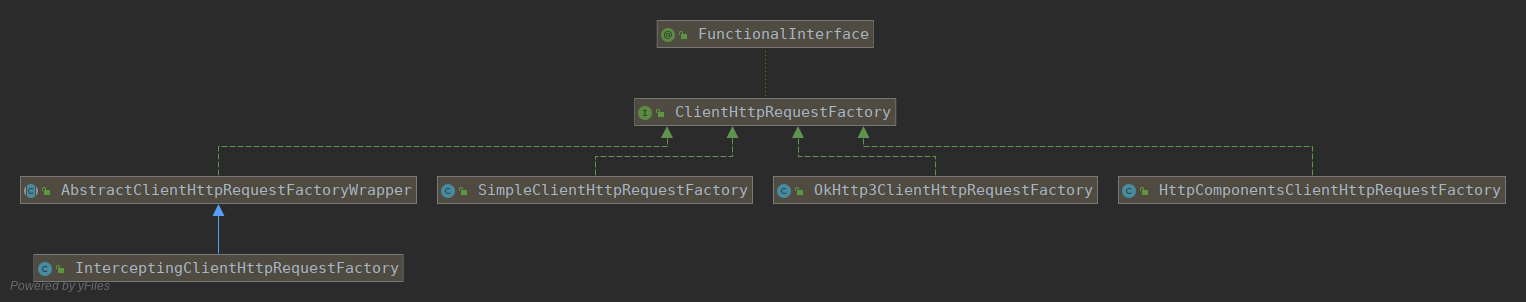 FunctionalInterface
ClientHttpRequestFactory
AbstractClientHttpRequestFactoryWrapper
SimpleClientHttpRequestFactory
OkHttp3ClientHttpRequestFactory
HttpComponentsClientHttpRequestFactory
InterceptingClientHttpRequestFactory
Powered by yFiles